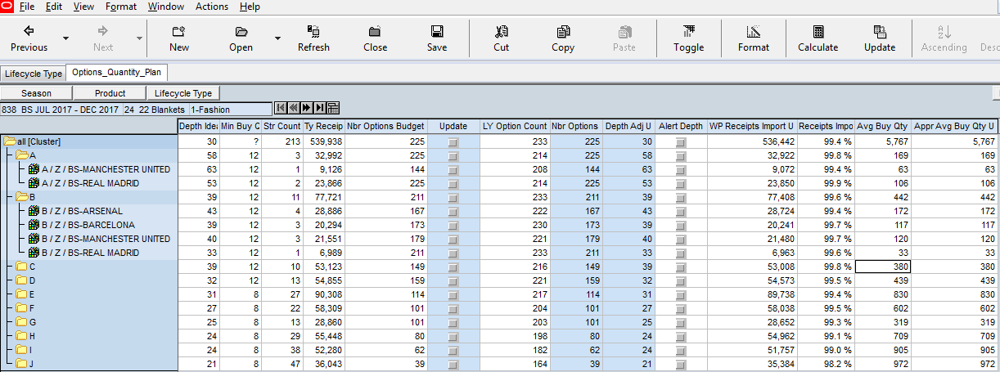 File Edit Format Window Actions Help
Previous Next New Open Refresh Close Save Cut Copy Paste Toggle Format Calculate Update Ascending Desc
Lifecycle Type Options_Quantity_Plan
Season Product Lifecycle Type
838 BS JUL 2017 - DEC 2017 24 22 Blankets 1-Fashion
Depth Idea Min Buy Q Str Count Ty Receip Nbr Options Budget Update LY Option Count Nbr Options Depth Adj U Alert Depth WP Receipts Import U Receipts Impo Avg Buy Qty Appr Avg Buy Qty U
all [Cluster] 30 ? 213 539,938 225 233 225 30 536,442 99.4 % 5,767 5,767
A 58 12 3 32,992 225 214 225 58 32,922 99.8 % 169 169
A / Z / BS-MANCHESTER UNITED 63 12 1 9,126 144 208 144 63 9,072 99.4 % 63 63
A / Z / BS-REAL MADRID 53 12 2 23,866 225 214 225 53 23,850 99.9 % 106 106
B 39 12 11 77,721 211 233 211 39 77,408 99.6 % 442 442
B / Z / BS-ARSENAL 43 12 4 28,886 167 222 167 43 28,724 99.4 % 172 172
B / Z / BS-BARCELONA 39 12 3 20,294 173 230 173 39 20,241 99.7 % 117 117
B / Z / BS-MANCHESTER UNITED 40 12 3 21,551 179 221 179 40 21,480 99.7 % 120 120
B / Z / BS-REAL MADRID 33 12 1 6,989 211 233 211 33 6,963 99.6 % 33 33
C 39 12 10 53,123 149 216 149 39 53,008 99.8 % 380 380
D 32 12 13 54,855 159 221 159 32 54,573 99.5 % 439 439
E 31 8 27 90,308 114 217 114 31 89,738 99.4 % 830 830
F 27 8 22 58,309 101 204 101 27 58,038 99.5 % 602 602
G 25 8 13 28,860 101 203 101 25 28,652 99.3 % 319 319
H 24 8 29 55,448 80 198 80 24 54,962 99.1 % 709 709
I 24 8 38 52,280 62 182 62 24 51,757 99.0 % 905 905
J 21 8 47 36,043 39 164 39 21 35,384 98.2 % 972 972